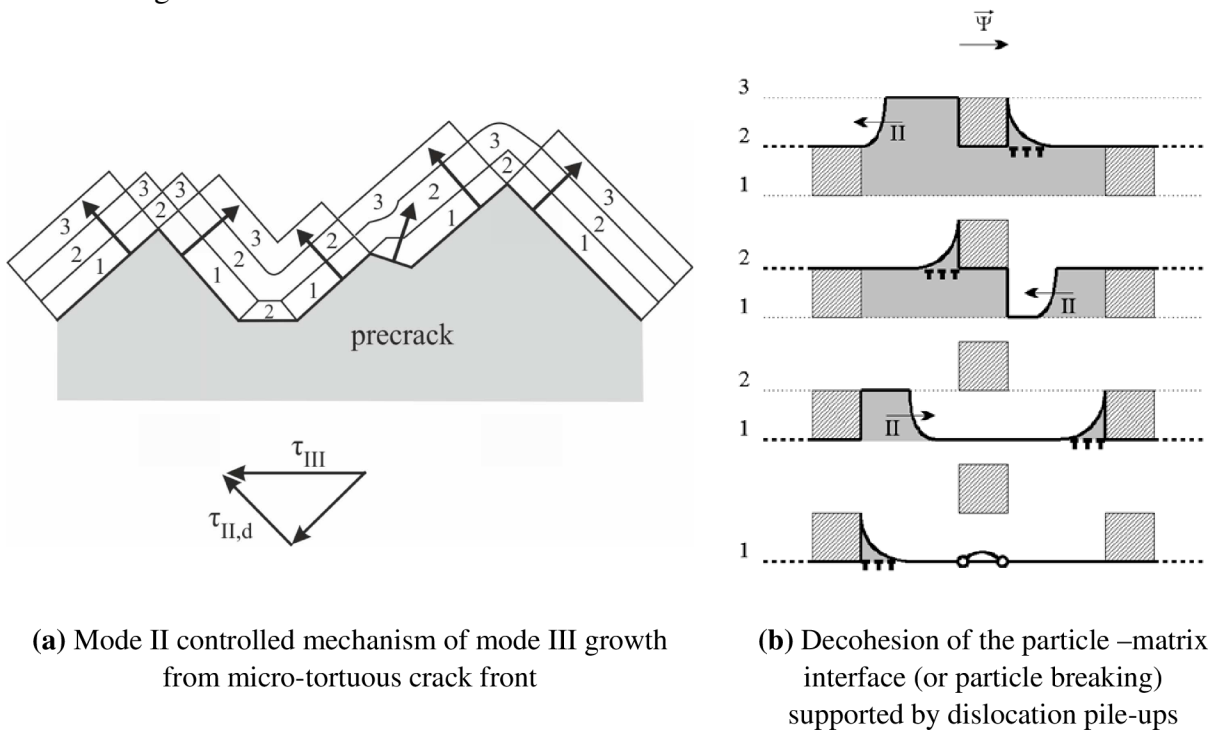 3
2
1
3
2
3
1
2
3
2
3
1
2
1
3
2
3
2
1
1
2
3
precrack
τIII
τII,d
Ψ
3
2
1
II
2
1
II
2
1
II
1
(a) Mode II controlled mechanism of mode III growth
from micro-tortuous crack front
(b) Decohesion of the particle –matrix
interface (or particle breaking)
supported by dislocation pile-ups